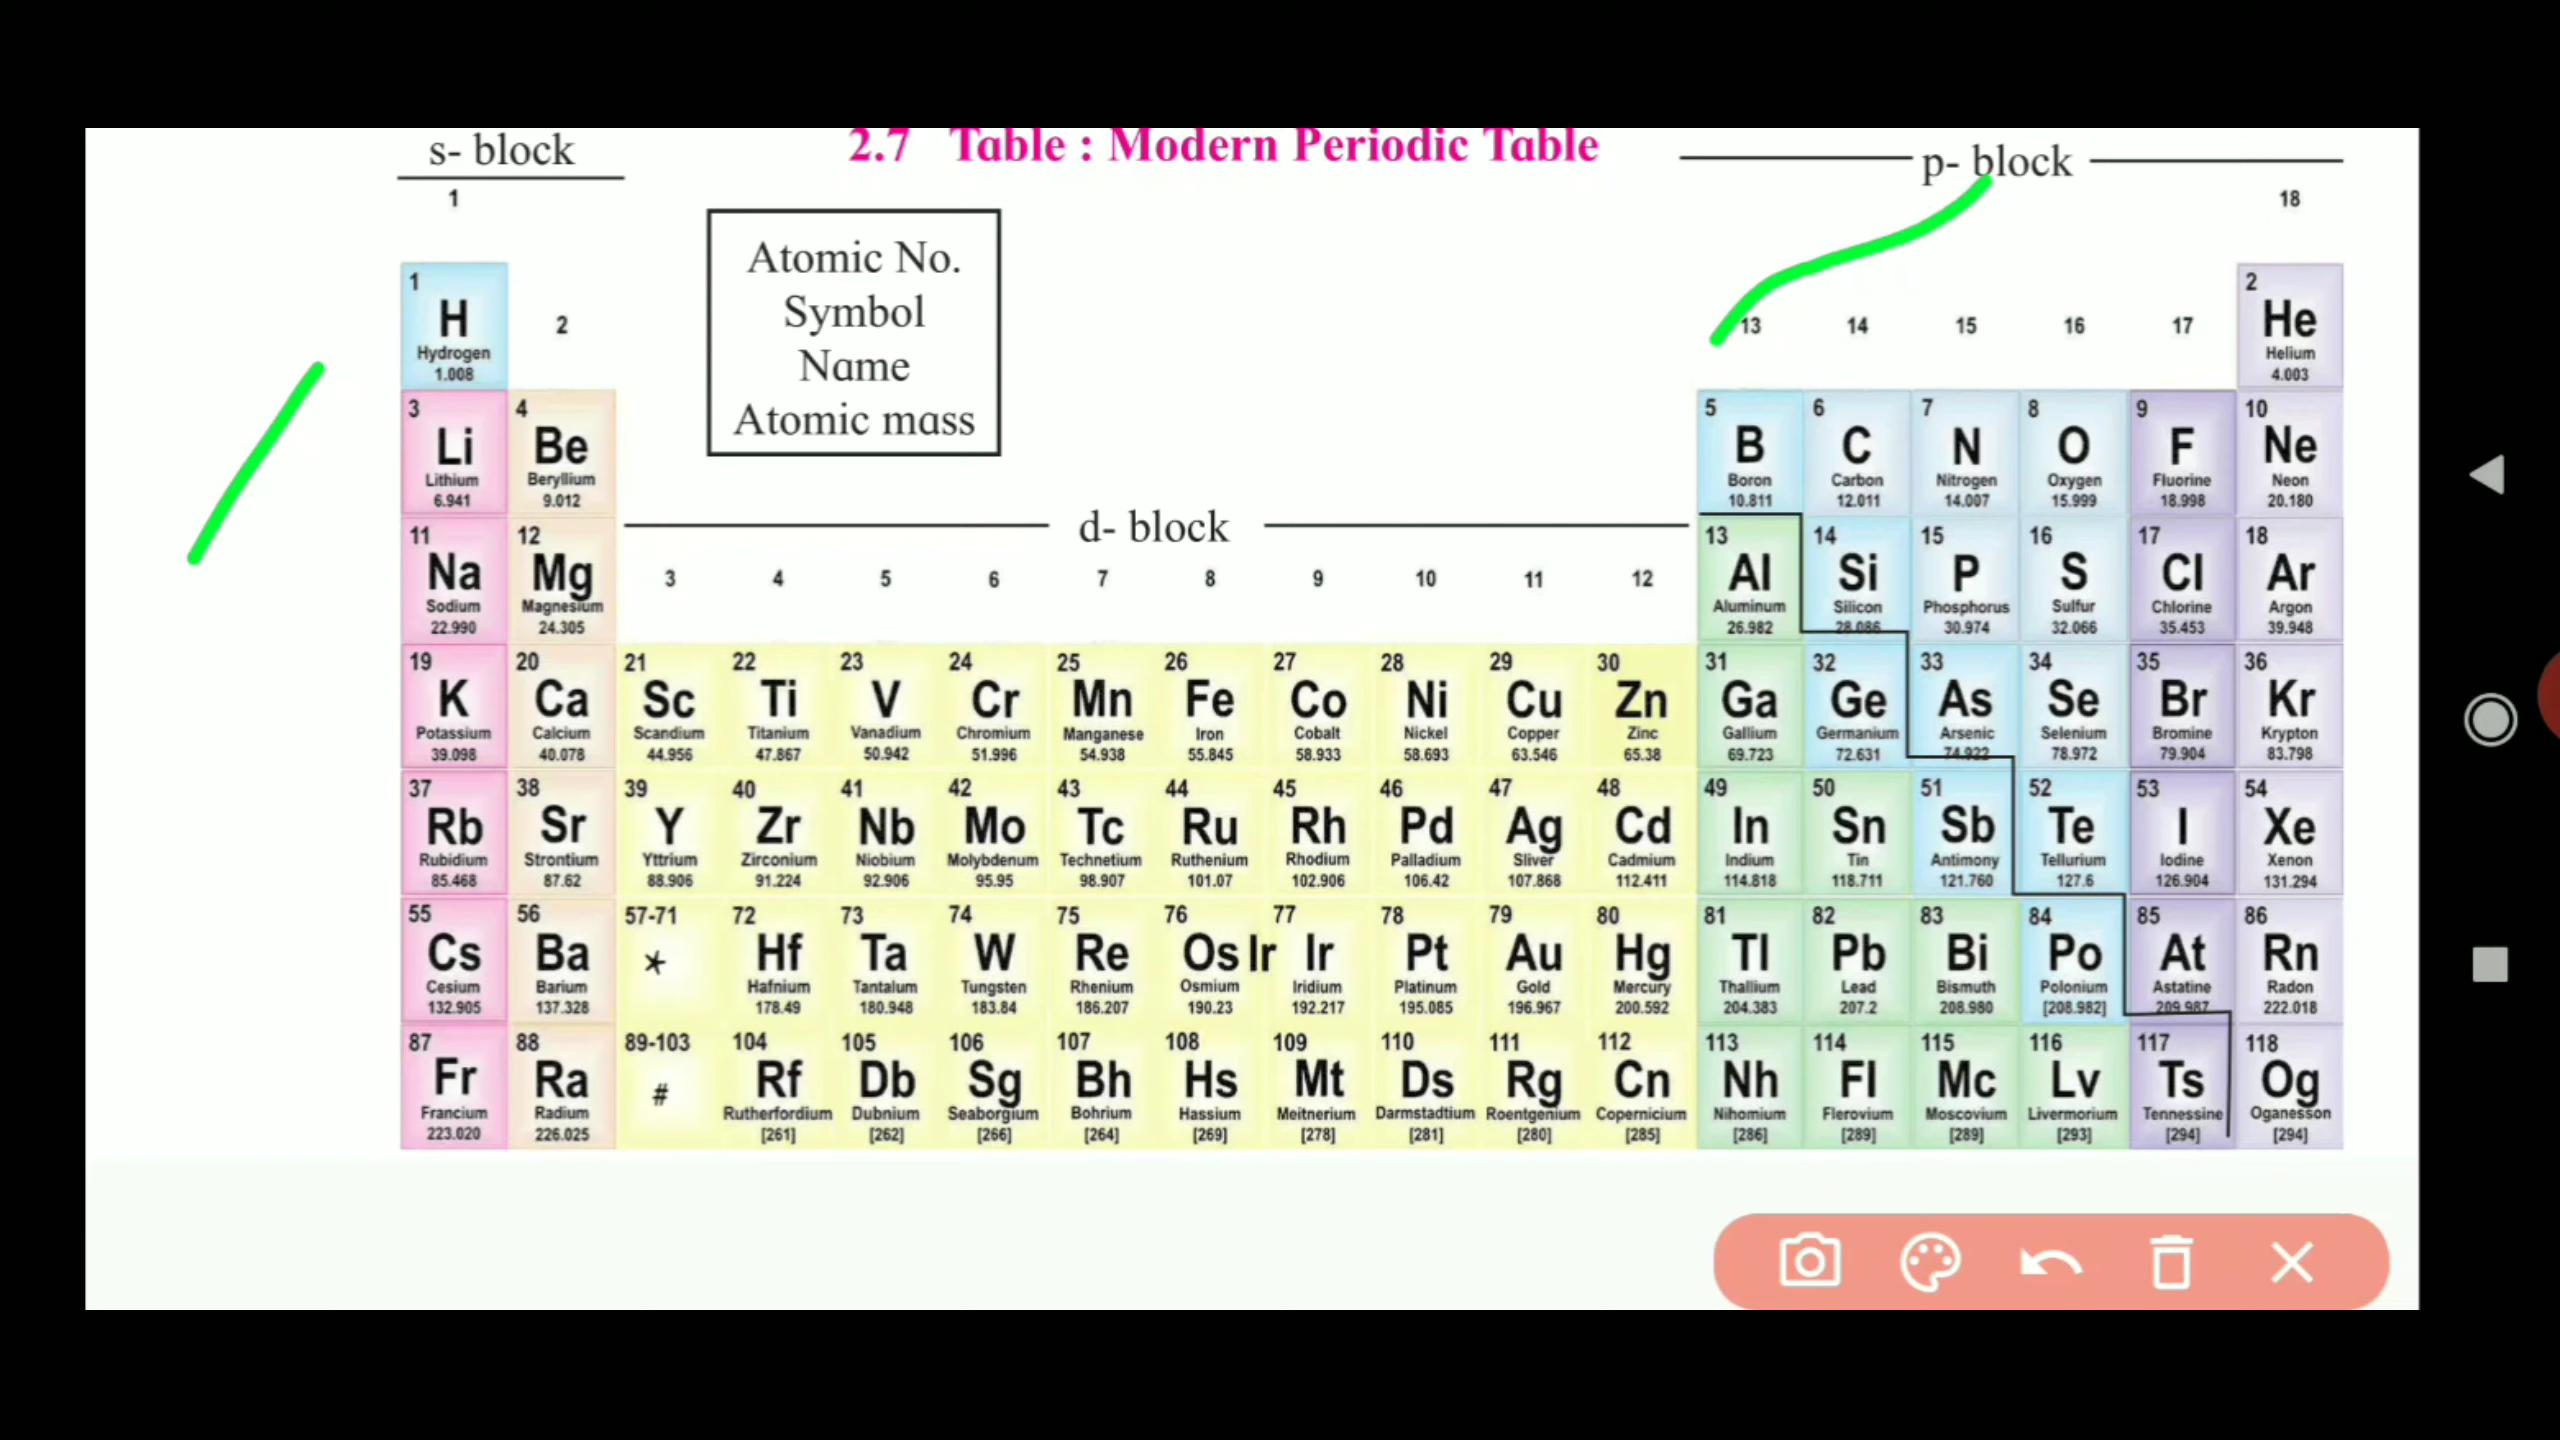 s- block
2.7 Table : Modern Periodic Table
p- block
1
18
Atomic No.
Symbol
Name
Atomic mass
1
H
Hydrogen
1.008
2
13 14 15 16 17
2
He
Helium
4.003
3 4
Li Be
Lithium Beryllium
6.941 9.012
5 6 7 8 9 10
B C N O F Ne
Boron Carbon Nitrogen Oxygen Fluorine Neon
10.811 12.011 14.007 15.999 18.998 20.180
d- block
11 12
Na Mg
Sodium Magnesium
22.990 24.305
3 4 5 6 7 8 9 10 11 12
13 14 15 16 17 18
Al Si P S Cl Ar
Aluminum Silicon Phosphorus Sulfur Chlorine Argon
26.982 28.086 30.974 32.066 35.453 39.948
19 20 21 22 23 24 25 26 27 28 29 30 31 32 33 34 35 36
K Ca Sc Ti V Cr Mn Fe Co Ni Cu Zn Ga Ge As Se Br Kr
Potassium Calcium Scandium Titanium Vanadium Chromium Manganese Iron Cobalt Nickel Copper Zinc Gallium Germanium Arsenic Selenium Bromine Krypton
39.098 40.078 44.956 47.867 50.942 51.996 54.938 55.845 58.933 58.693 63.546 65.38 69.723 72.631 74.922 78.972 79.904 83.798
37 38 39 40 41 42 43 44 45 46 47 48 49 50 51 52 53 54
Rb Sr Y Zr Nb Mo Tc Ru Rh Pd Ag Cd In Sn Sb Te I Xe
Rubidium Strontium Yttrium Zirconium Niobium Molybdenum Technetium Ruthenium Rhodium Palladium Sliver Cadmium Indium Tin Antimony Tellurium Iodine Xenon
85.468 87.62 88.906 91.224 92.906 95.95 98.907 101.07 102.906 106.42 107.868 112.411 114.818 118.711 121.760 127.6 126.904 131.294
55 56 57-71 72 73 74 75 76 77 78 79 80 81 82 83 84 85 86
Cs Ba * Hf Ta W Re Os Ir Ir Pt Au Hg Tl Pb Bi Po At Rn
Cesium Barium Hafnium Tantalum Tungsten Rhenium Osmium Iridium Platinum Gold Mercury Thallium Lead Bismuth Polonium Astatine Radon
132.905 137.328 178.49 180.948 183.84 186.207 190.23 192.217 195.085 196.967 200.592 204.383 207.2 208.980 [208.982] 209.987 222.018
87 88 89-103 104 105 106 107 108 109 110 111 112 113 114 115 116 117 118
Fr Ra # Rf Db Sg Bh Hs Mt Ds Rg Cn Nh Fl Mc Lv Ts Og
Francium Radium Rutherfordium Dubnium Seaborgium Bohrium Hassium Meitnerium Darmstadtium Roentgenium Copernicium Nihomium Flerovium Moscovium Livermorium Tennessine Oganesson
223.020 226.025 [261] [262] [266] [264] [269] [278] [281] [280] [285] [286] [289] [289] [293] [294] [294]